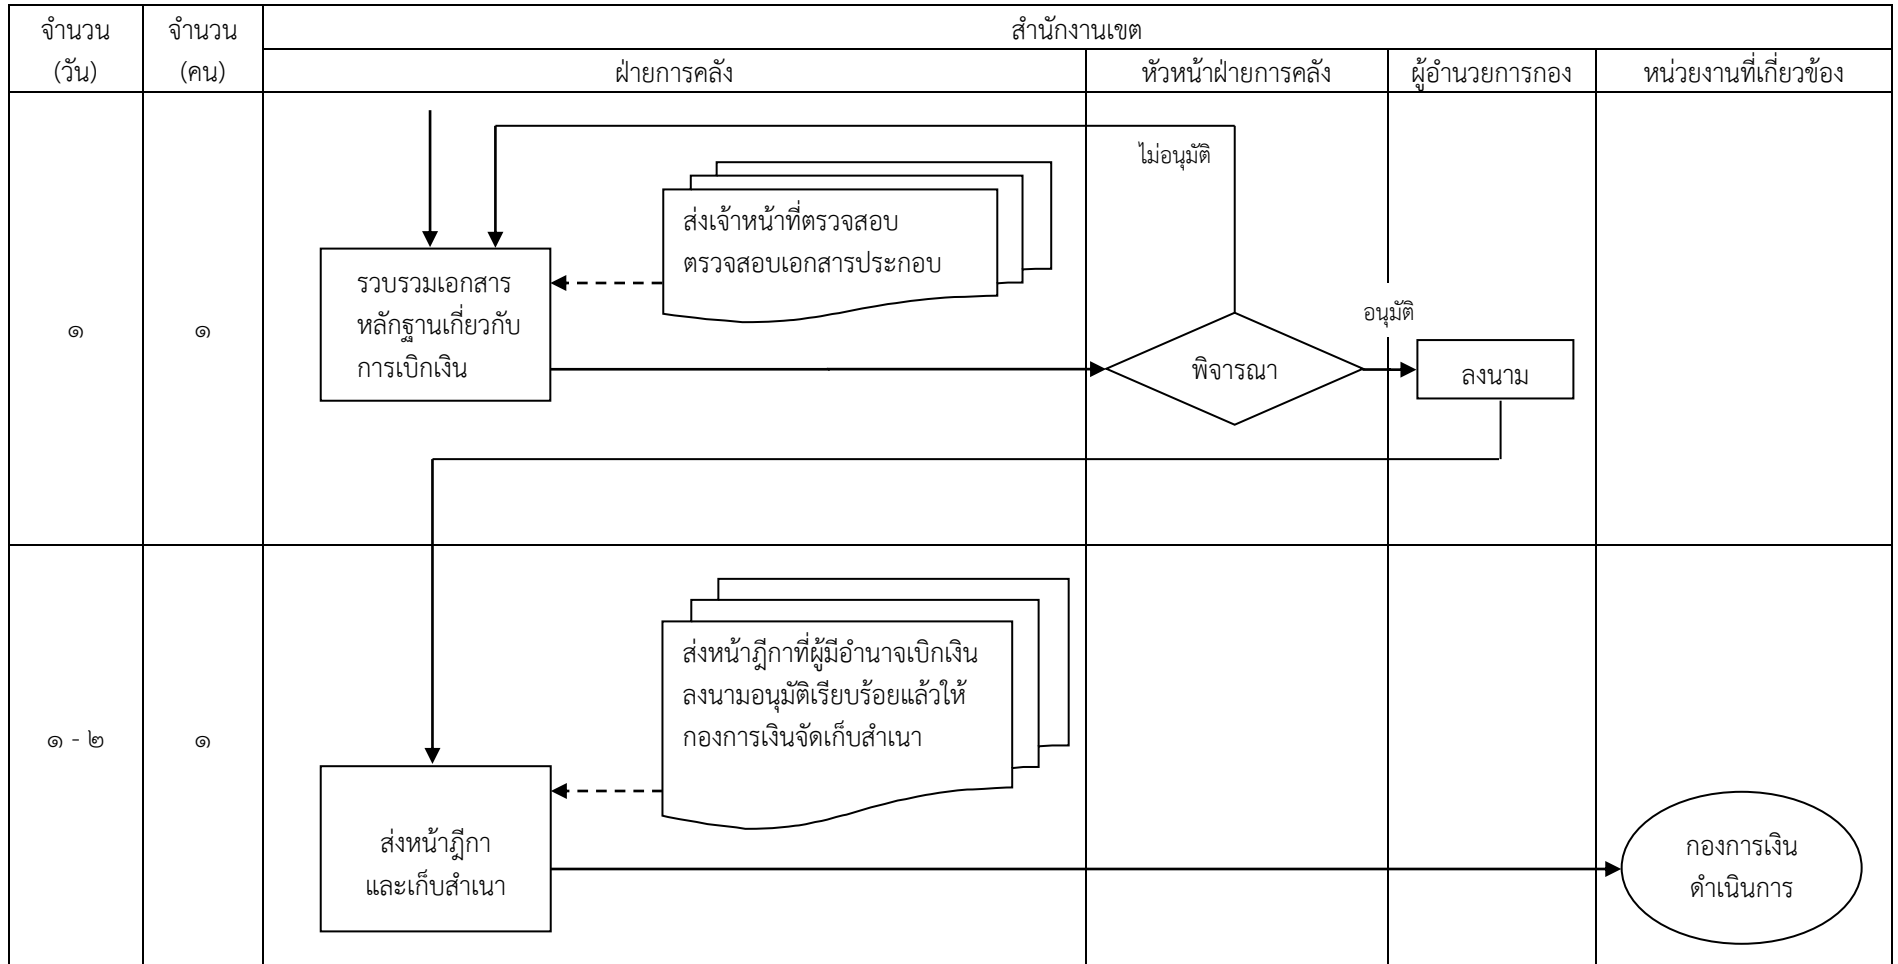 จำนวน
(วัน)
จำนวน
(คน)
สำนักงานเขต
ฝ่ายการคลัง
หัวหน้าฝ่ายการคลัง
ผู้อำนวยการกอง
หน่วยงานที่เกี่ยวข้อง
๑
๑
รวบรวมเอกสาร
หลักฐานเกี่ยวกับ
การเบิกเงิน
ส่งเจ้าหน้าที่ตรวจสอบ
ตรวจสอบเอกสารประกอบ
ไม่อนุมัติ
พิจารณา
อนุมัติ
ลงนาม
๑ - ๒
๑
ส่งหน้าฎีกาที่ผู้มีอำนาจเบิกเงิน
ลงนามอนุมัติเรียบร้อยแล้วให้
กองการเงินจัดเก็บสำเนา
ส่งหน้าฎีกา
และเก็บสำเนา
กองการเงิน
ดำเนินการ